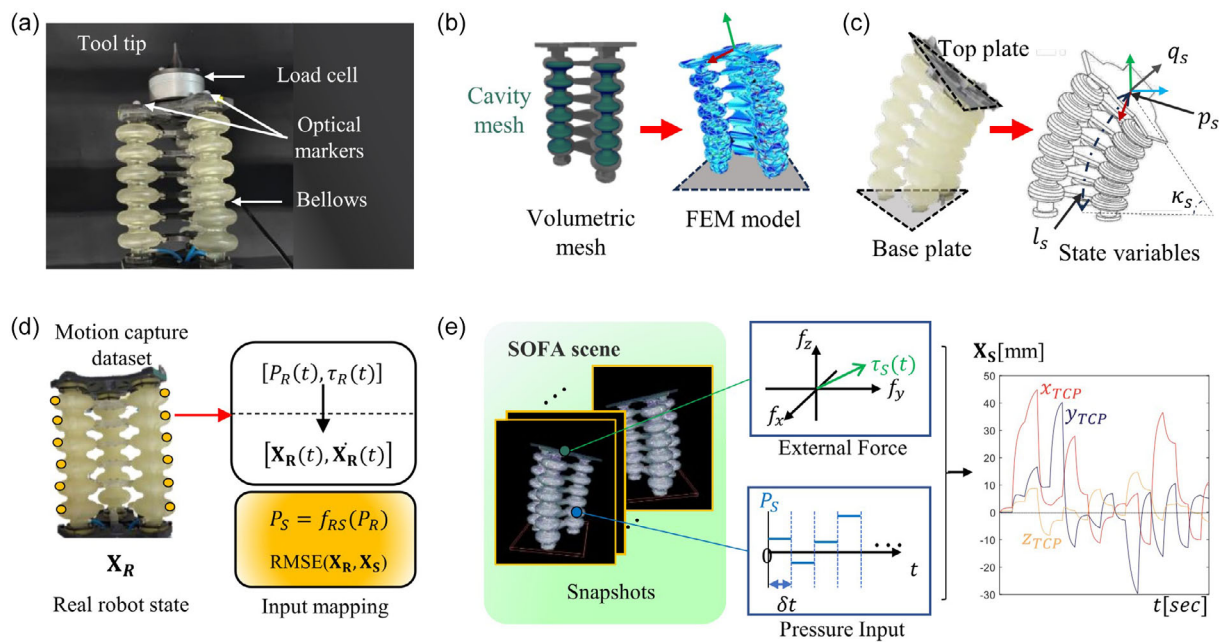 (a)
Tool tip
Load cell
Optical
markers
Bellows
(b)
Cavity
mesh
Volumetric
mesh
FEM model
(c)
Top plate
q_s
p_s
κ_s
l_s
Base plate
State variables
(d)
Motion capture
dataset
X_R
Real robot state
[P_R(t), τ_R(t)]
[X_R(t), Ẋ_R(t)]
P_S = f_RS(P_R)
RMSE(X_R, X_S)
Input mapping
(e)
SOFA scene
Snapshots
f_z
τ_S(t)
f_y
f_x
External Force
P_S
0
t
δt
Pressure Input
X_S[mm]
50
40
30
20
10
0
-10
-20
-30
x_TCP
y_TCP
z_TCP
t[sec]